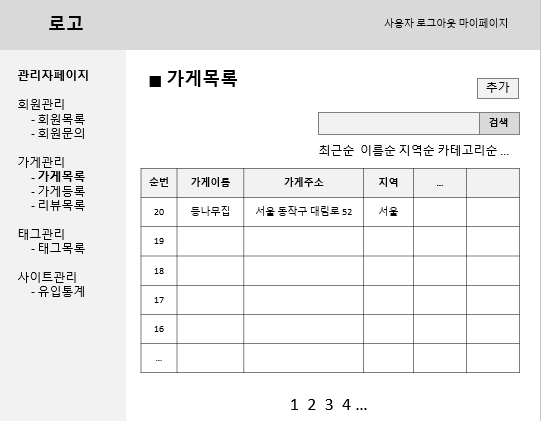 로고
사용자 로그아웃 마이페이지
관리자페이지
회원관리
- 회원목록
- 회원문의
가게관리
- 가게목록
- 가게등록
- 리뷰목록
태그관리
- 태그목록
사이트관리
- 유입통계
■ 가게목록
추가
검색
최근순 이름순 지역순 카테고리순 ...
순번 가게이름 가게주소 지역 ...
20 등나무집 서울 동작구 대림로 52 서울
19
18
17
16
...
1 2 3 4 ...